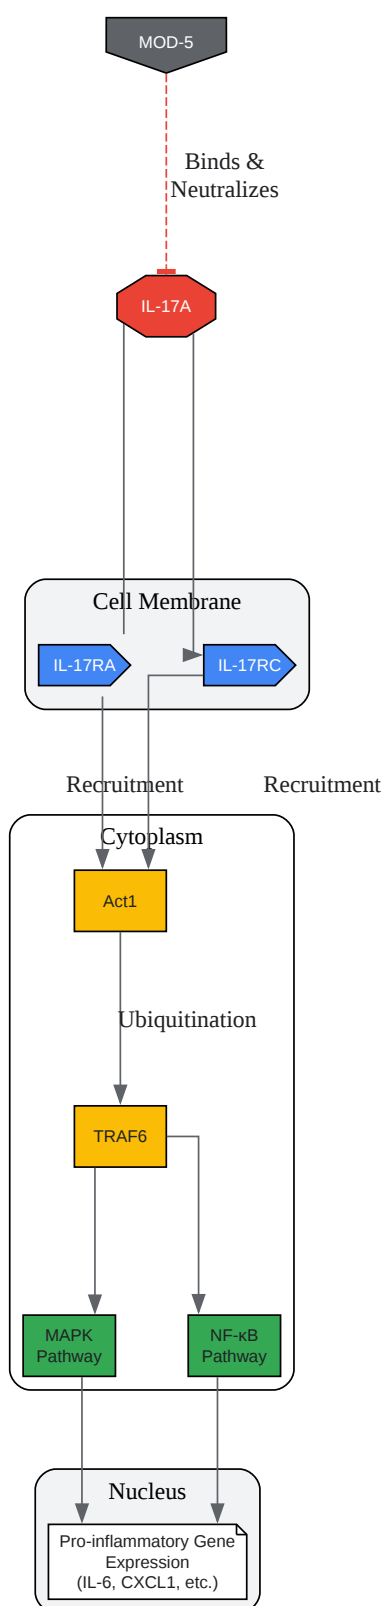 MOD-5
Binds &
Neutralizes
IL-17A
Cell Membrane
IL-17RA
IL-17RC
Recruitment
Recruitment
Cytoplasm
Act1
Ubiquitination
TRAF6
MAPK
Pathway
NF-κB
Pathway
Nucleus
Pro-inflammatory Gene
Expression
(IL-6, CXCL1, etc.)